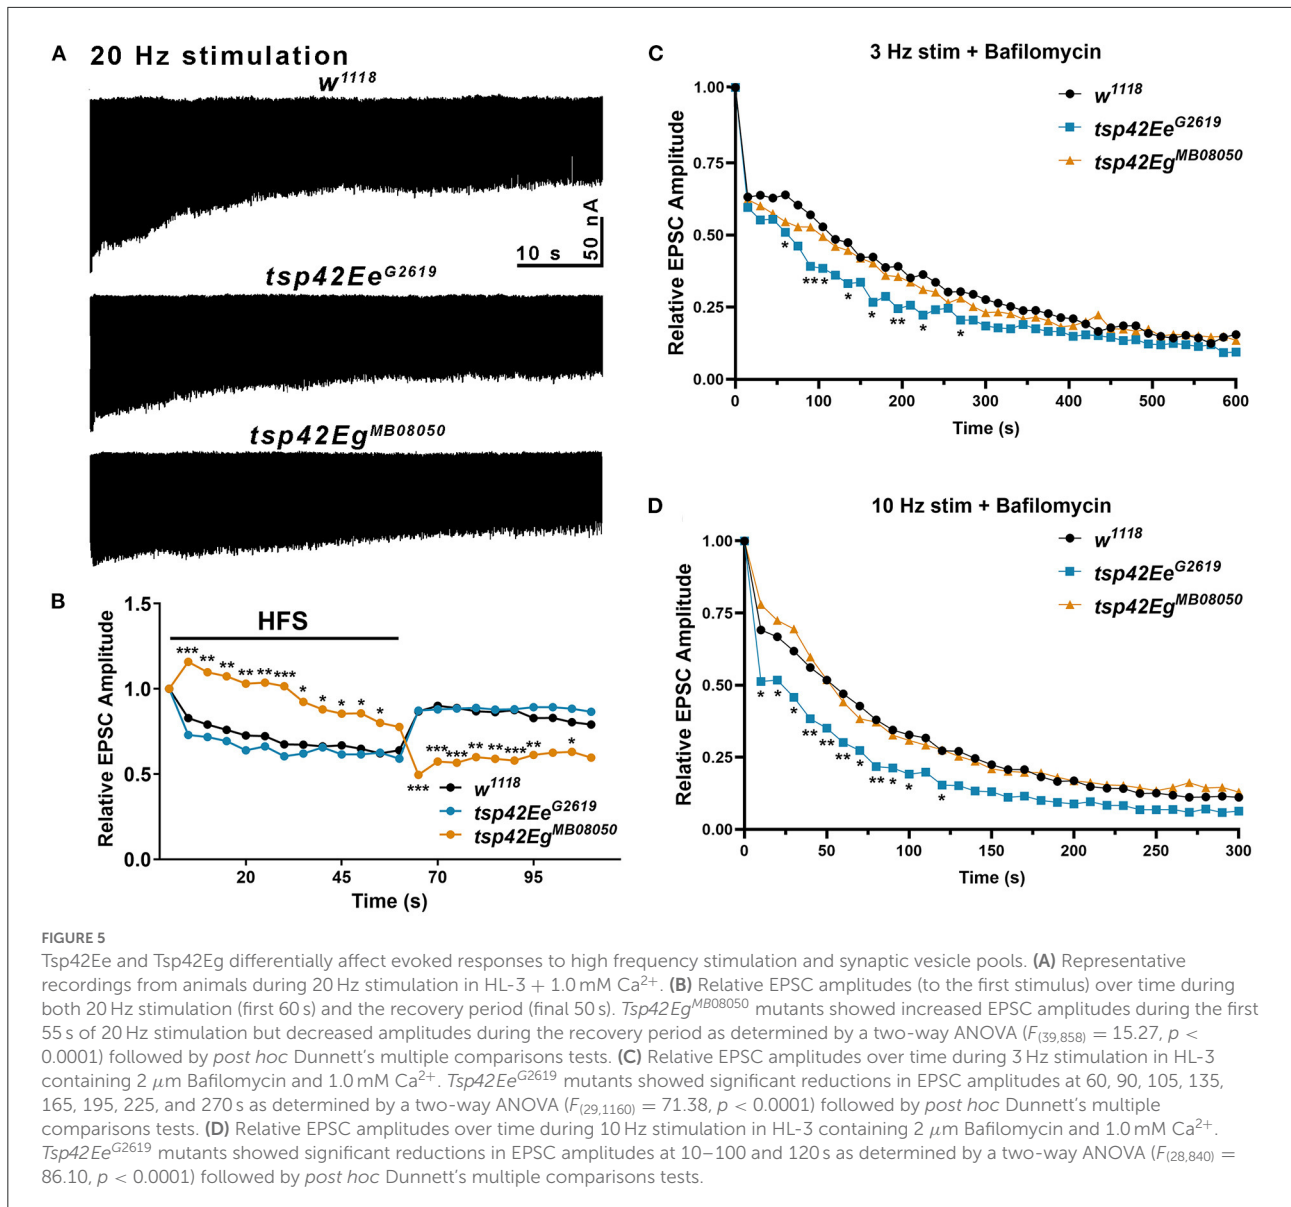 A 20 Hz stimulation
w1118
50 nA
10 s
tsp42EeG2619
tsp42EgMB08050
B
HFS
Relative EPSC Amplitude
1.5
1.0
0.5
0.0
*** ** ** ** ** *** * * * * *
*** *** *** ** ** *** ** *
w1118
tsp42EeG2619
tsp42EgMB08050
20 45 70 95
Time (s)
C 3 Hz stim + Bafilomycin
Relative EPSC Amplitude
1.00
0.75
0.50
0.25
0.00
w1118
tsp42EeG2619
tsp42EgMB08050
* *** * * ** * *
0 100 200 300 400 500 600
Time (s)
D 10 Hz stim + Bafilomycin
Relative EPSC Amplitude
1.00
0.75
0.50
0.25
0.00
w1118
tsp42EeG2619
tsp42EgMB08050
* * * ** ** ** * ** * * *
0 50 100 150 200 250 300
Time (s)
FIGURE 5
Tsp42Ee and Tsp42Eg differentially affect evoked responses to high frequency stimulation and synaptic vesicle pools. (A) Representative
recordings from animals during 20 Hz stimulation in HL-3 + 1.0 mM Ca2+. (B) Relative EPSC amplitudes (to the first stimulus) over time during
both 20 Hz stimulation (first 60 s) and the recovery period (final 50 s). Tsp42EgMB08050 mutants showed increased EPSC amplitudes during the first
55 s of 20 Hz stimulation but decreased amplitudes during the recovery period as determined by a two-way ANOVA (F(39,858) = 15.27, p <
0.0001) followed by post hoc Dunnett's multiple comparisons tests. (C) Relative EPSC amplitudes over time during 3 Hz stimulation in HL-3
containing 2 μm Bafilomycin and 1.0 mM Ca2+. Tsp42EeG2619 mutants showed significant reductions in EPSC amplitudes at 60, 90, 105, 135,
165, 195, 225, and 270 s as determined by a two-way ANOVA (F(29,1160) = 71.38, p < 0.0001) followed by post hoc Dunnett's multiple
comparisons tests. (D) Relative EPSC amplitudes over time during 10 Hz stimulation in HL-3 containing 2 μm Bafilomycin and 1.0 mM Ca2+.
Tsp42EeG2619 mutants showed significant reductions in EPSC amplitudes at 10–100 and 120 s as determined by a two-way ANOVA (F(28,840) =
86.10, p < 0.0001) followed by post hoc Dunnett's multiple comparisons tests.